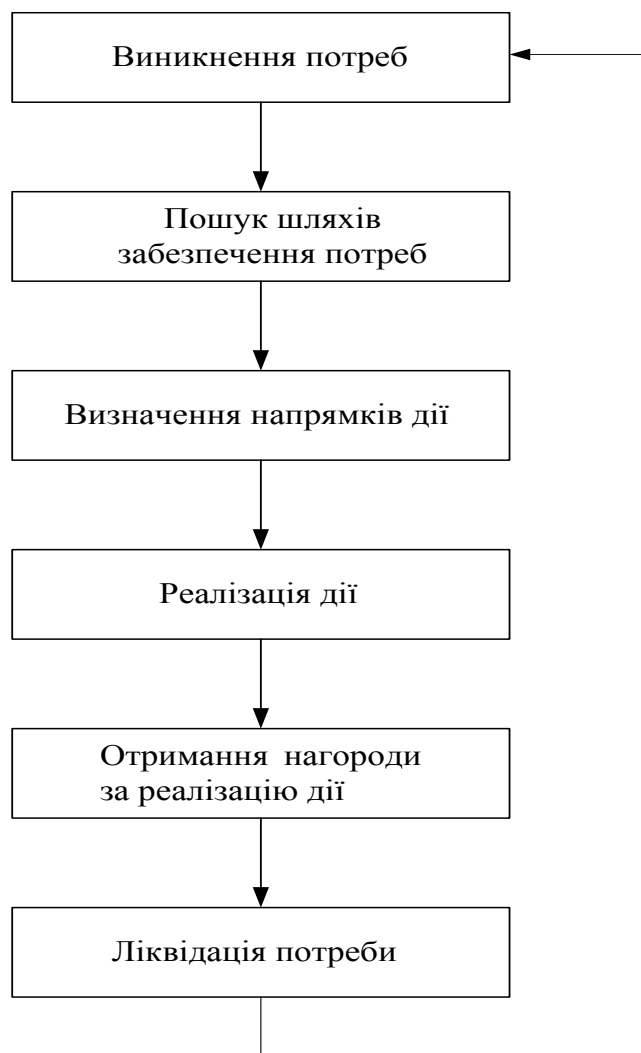 Виникнення потреб
Пошук шляхів
забезпечення потреб
Визначення напрямків дії
Реалізація дії
Отримання нагороди
за реалізацію дії
Ліквідація потреби